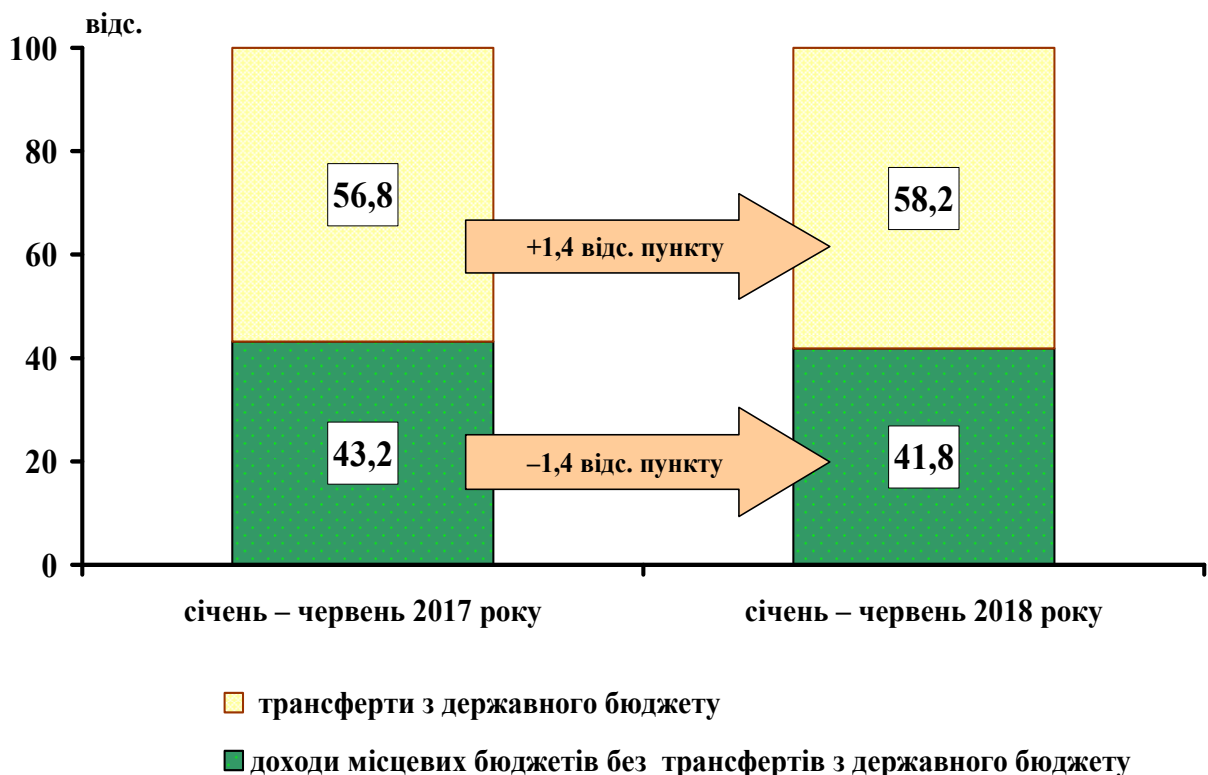 відс.
100
80
60
40
20
0
56,8
58,2
+1,4 відс. пункту
43,2
41,8
–1,4 відс. пункту
січень – червень 2017 року
січень – червень 2018 року
трансферти з державного бюджету
доходи місцевих бюджетів без трансфертів з державного бюджету